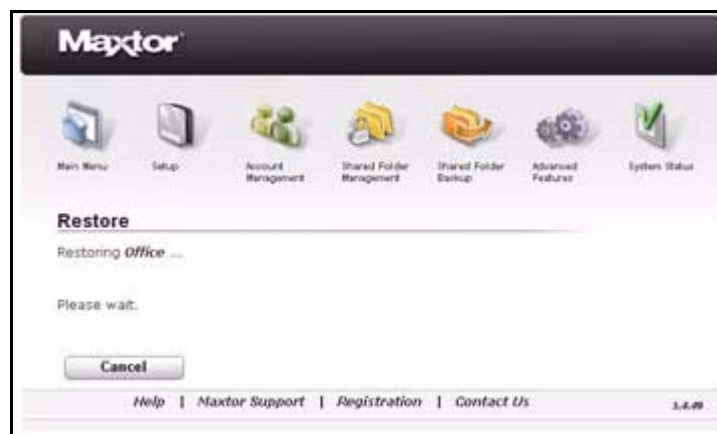 Maxtor
Main Menu
Setup
Account Management
Shared Folder Management
Shared Folder Backup
Advanced Features
System Status
Restore
Restoring Office ...
Please wait.
Cancel
Help | Maxtor Support | Registration | Contact Us